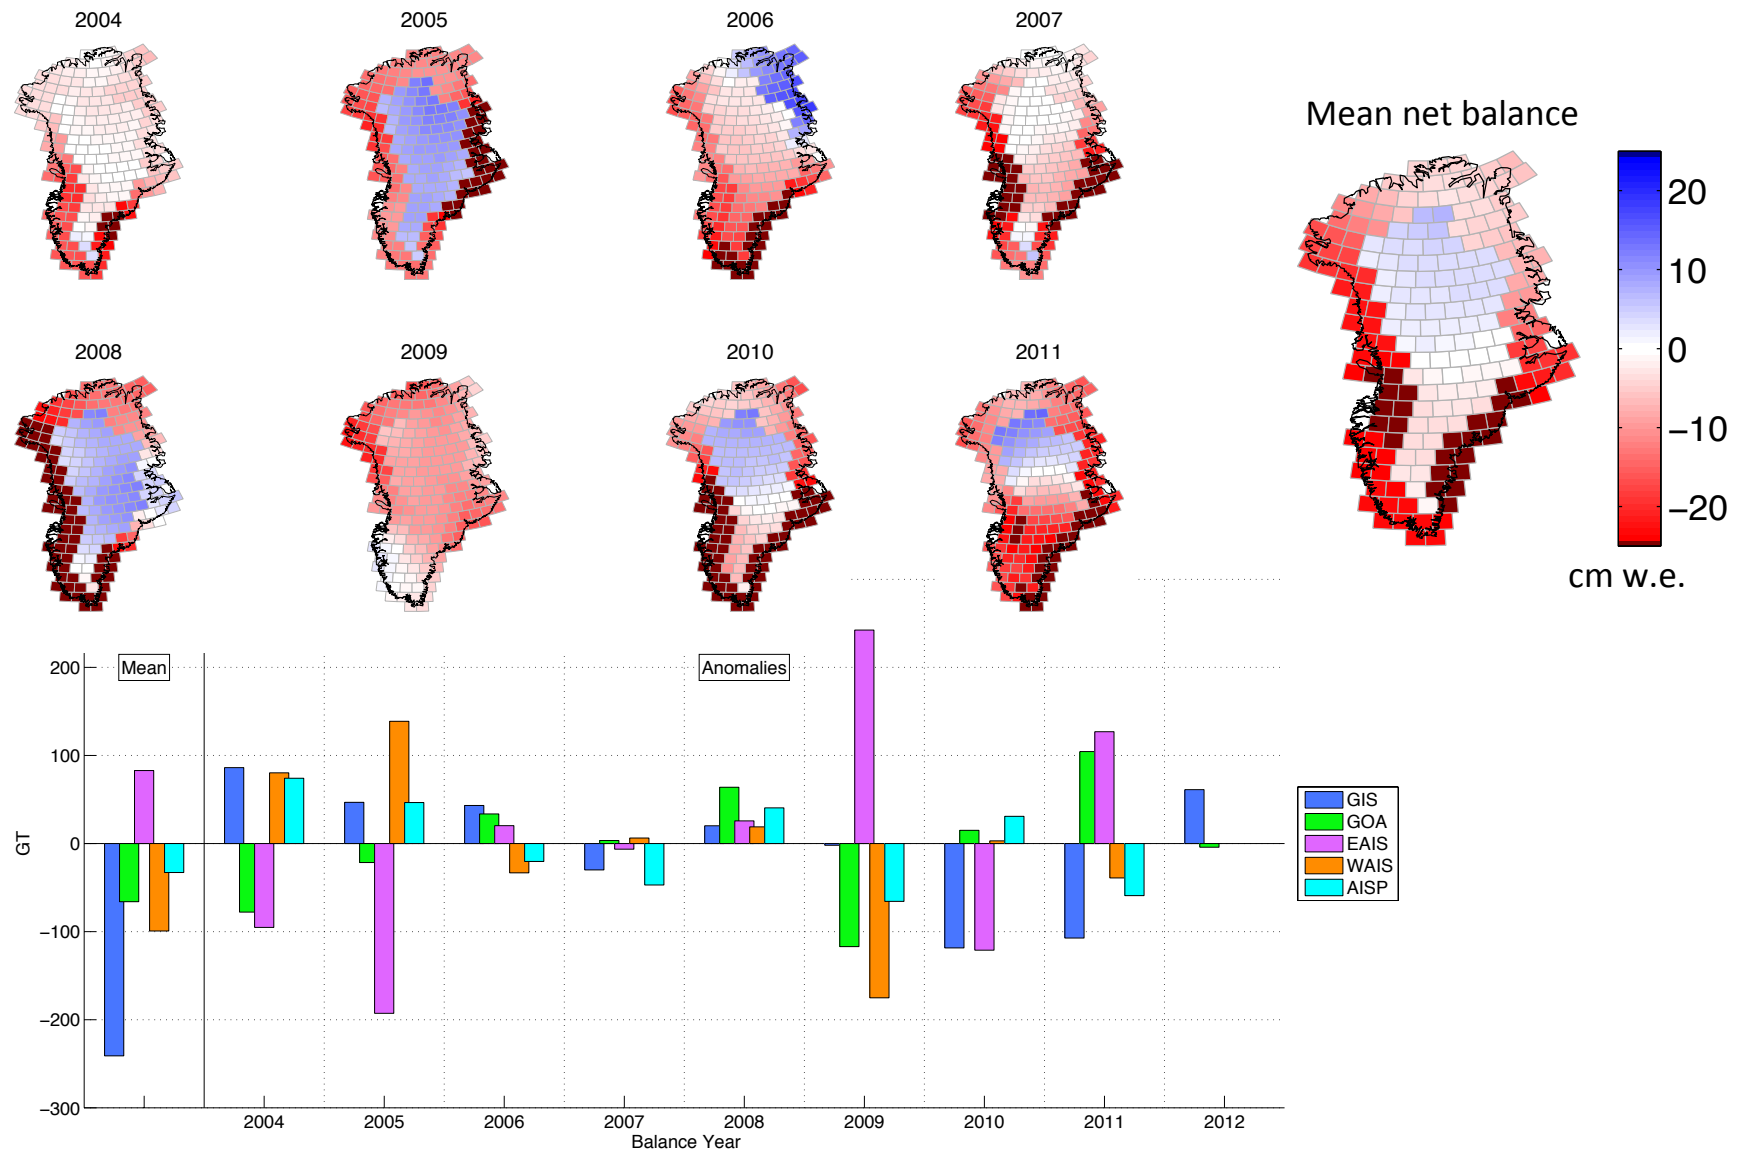 2004 2005 2006 2007
Mean net balance
20
10
0
−10
−20
cm w.e.
2008 2009 2010 2011
Mean Anomalies
200
100
0
−100
−200
−300
GT
2004 2005 2006 2007 2008 2009 2010 2011 2012
Balance Year
GIS
GOA
EAIS
WAIS
AISP